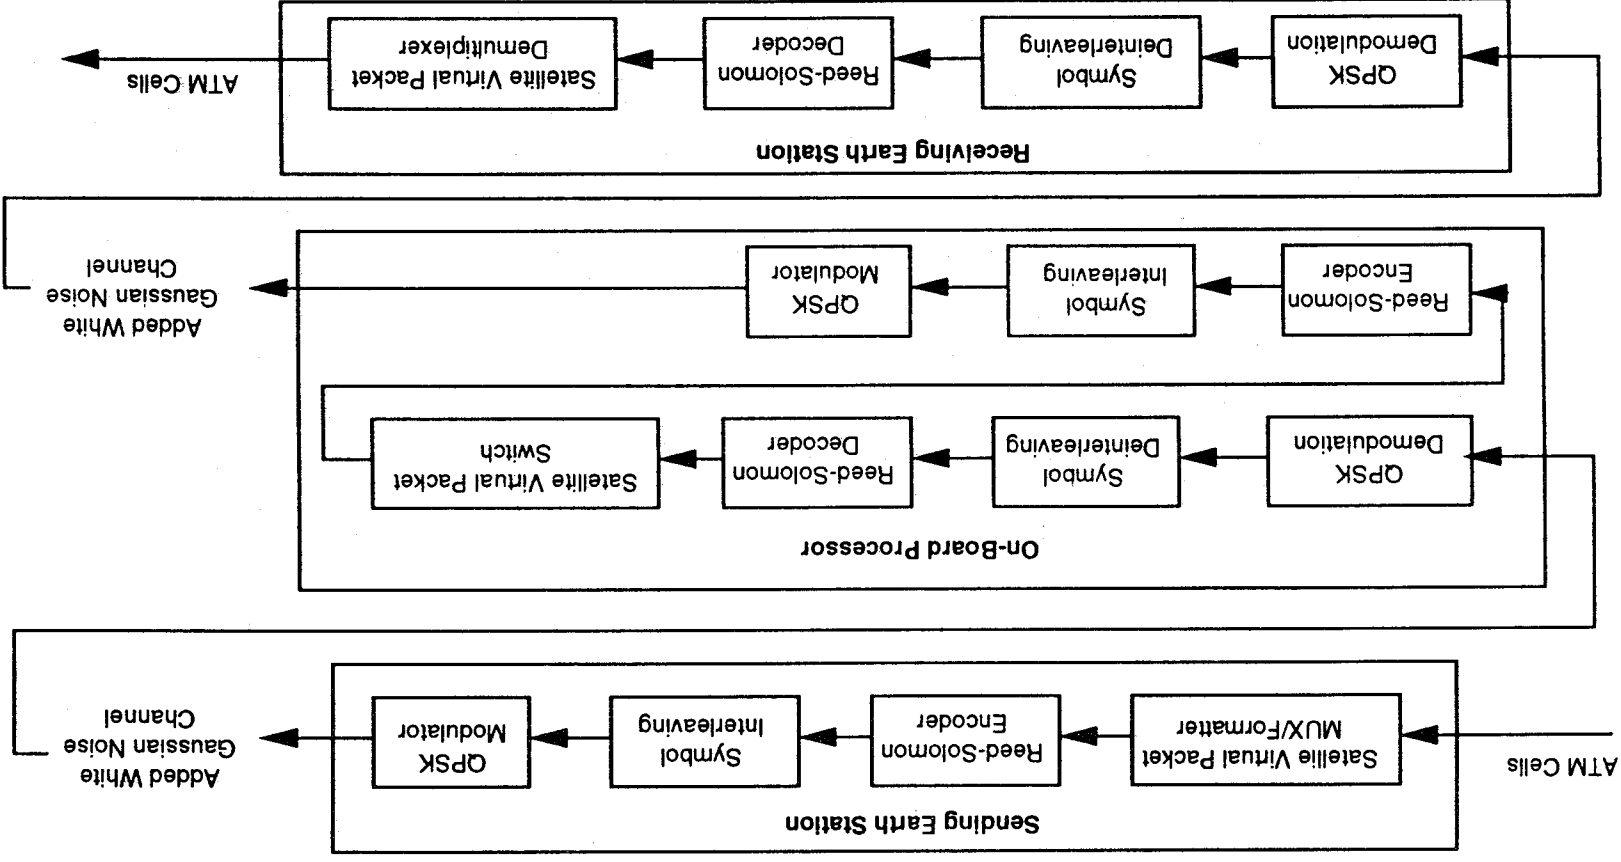 Sending Earth Station
ATM Cells
Satellie Virtual Packet
MUX/Formatter
Reed-Solomon
Encoder
Symbol
Interleaving
QPSK
Modulator
Added White
Gaussian Noise
Channel
On-Board Processor
QPSK
Demodulation
Symbol
Deinterleaving
Reed-Solomon
Decoder
Satellite Virtual Packet
Switch
Reed-Solomon
Encoder
Symbol
Interleaving
QPSK
Modulator
Added White
Gaussian Noise
Channel
Receiving Earth Station
QPSK
Demodulation
Symbol
Deinterleaving
Reed-Solomon
Decoder
Satellite Virtual Packet
Demultiplexer
ATM Cells